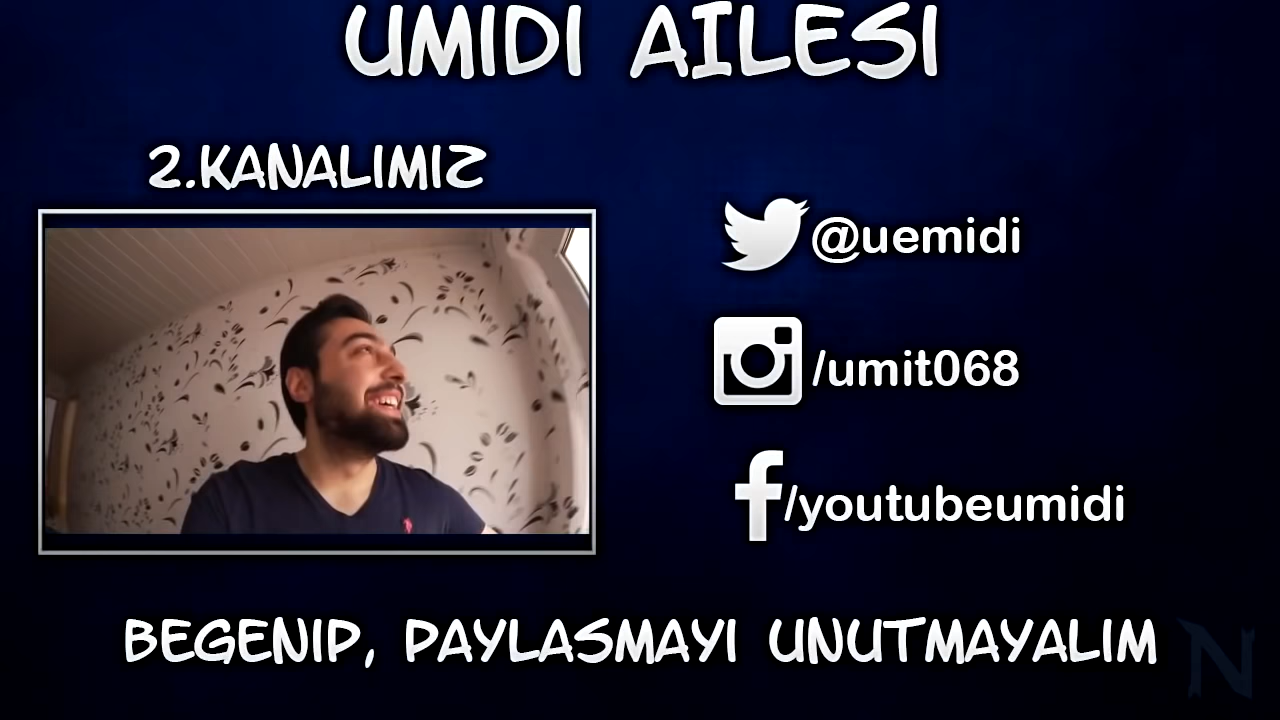 UMIDI AILESI
2.KANALIMIZ
@uemidi
/umit068
/youtubeumidi
BEGENIP, PAYLASMAYI UNUTMAYALIM
N